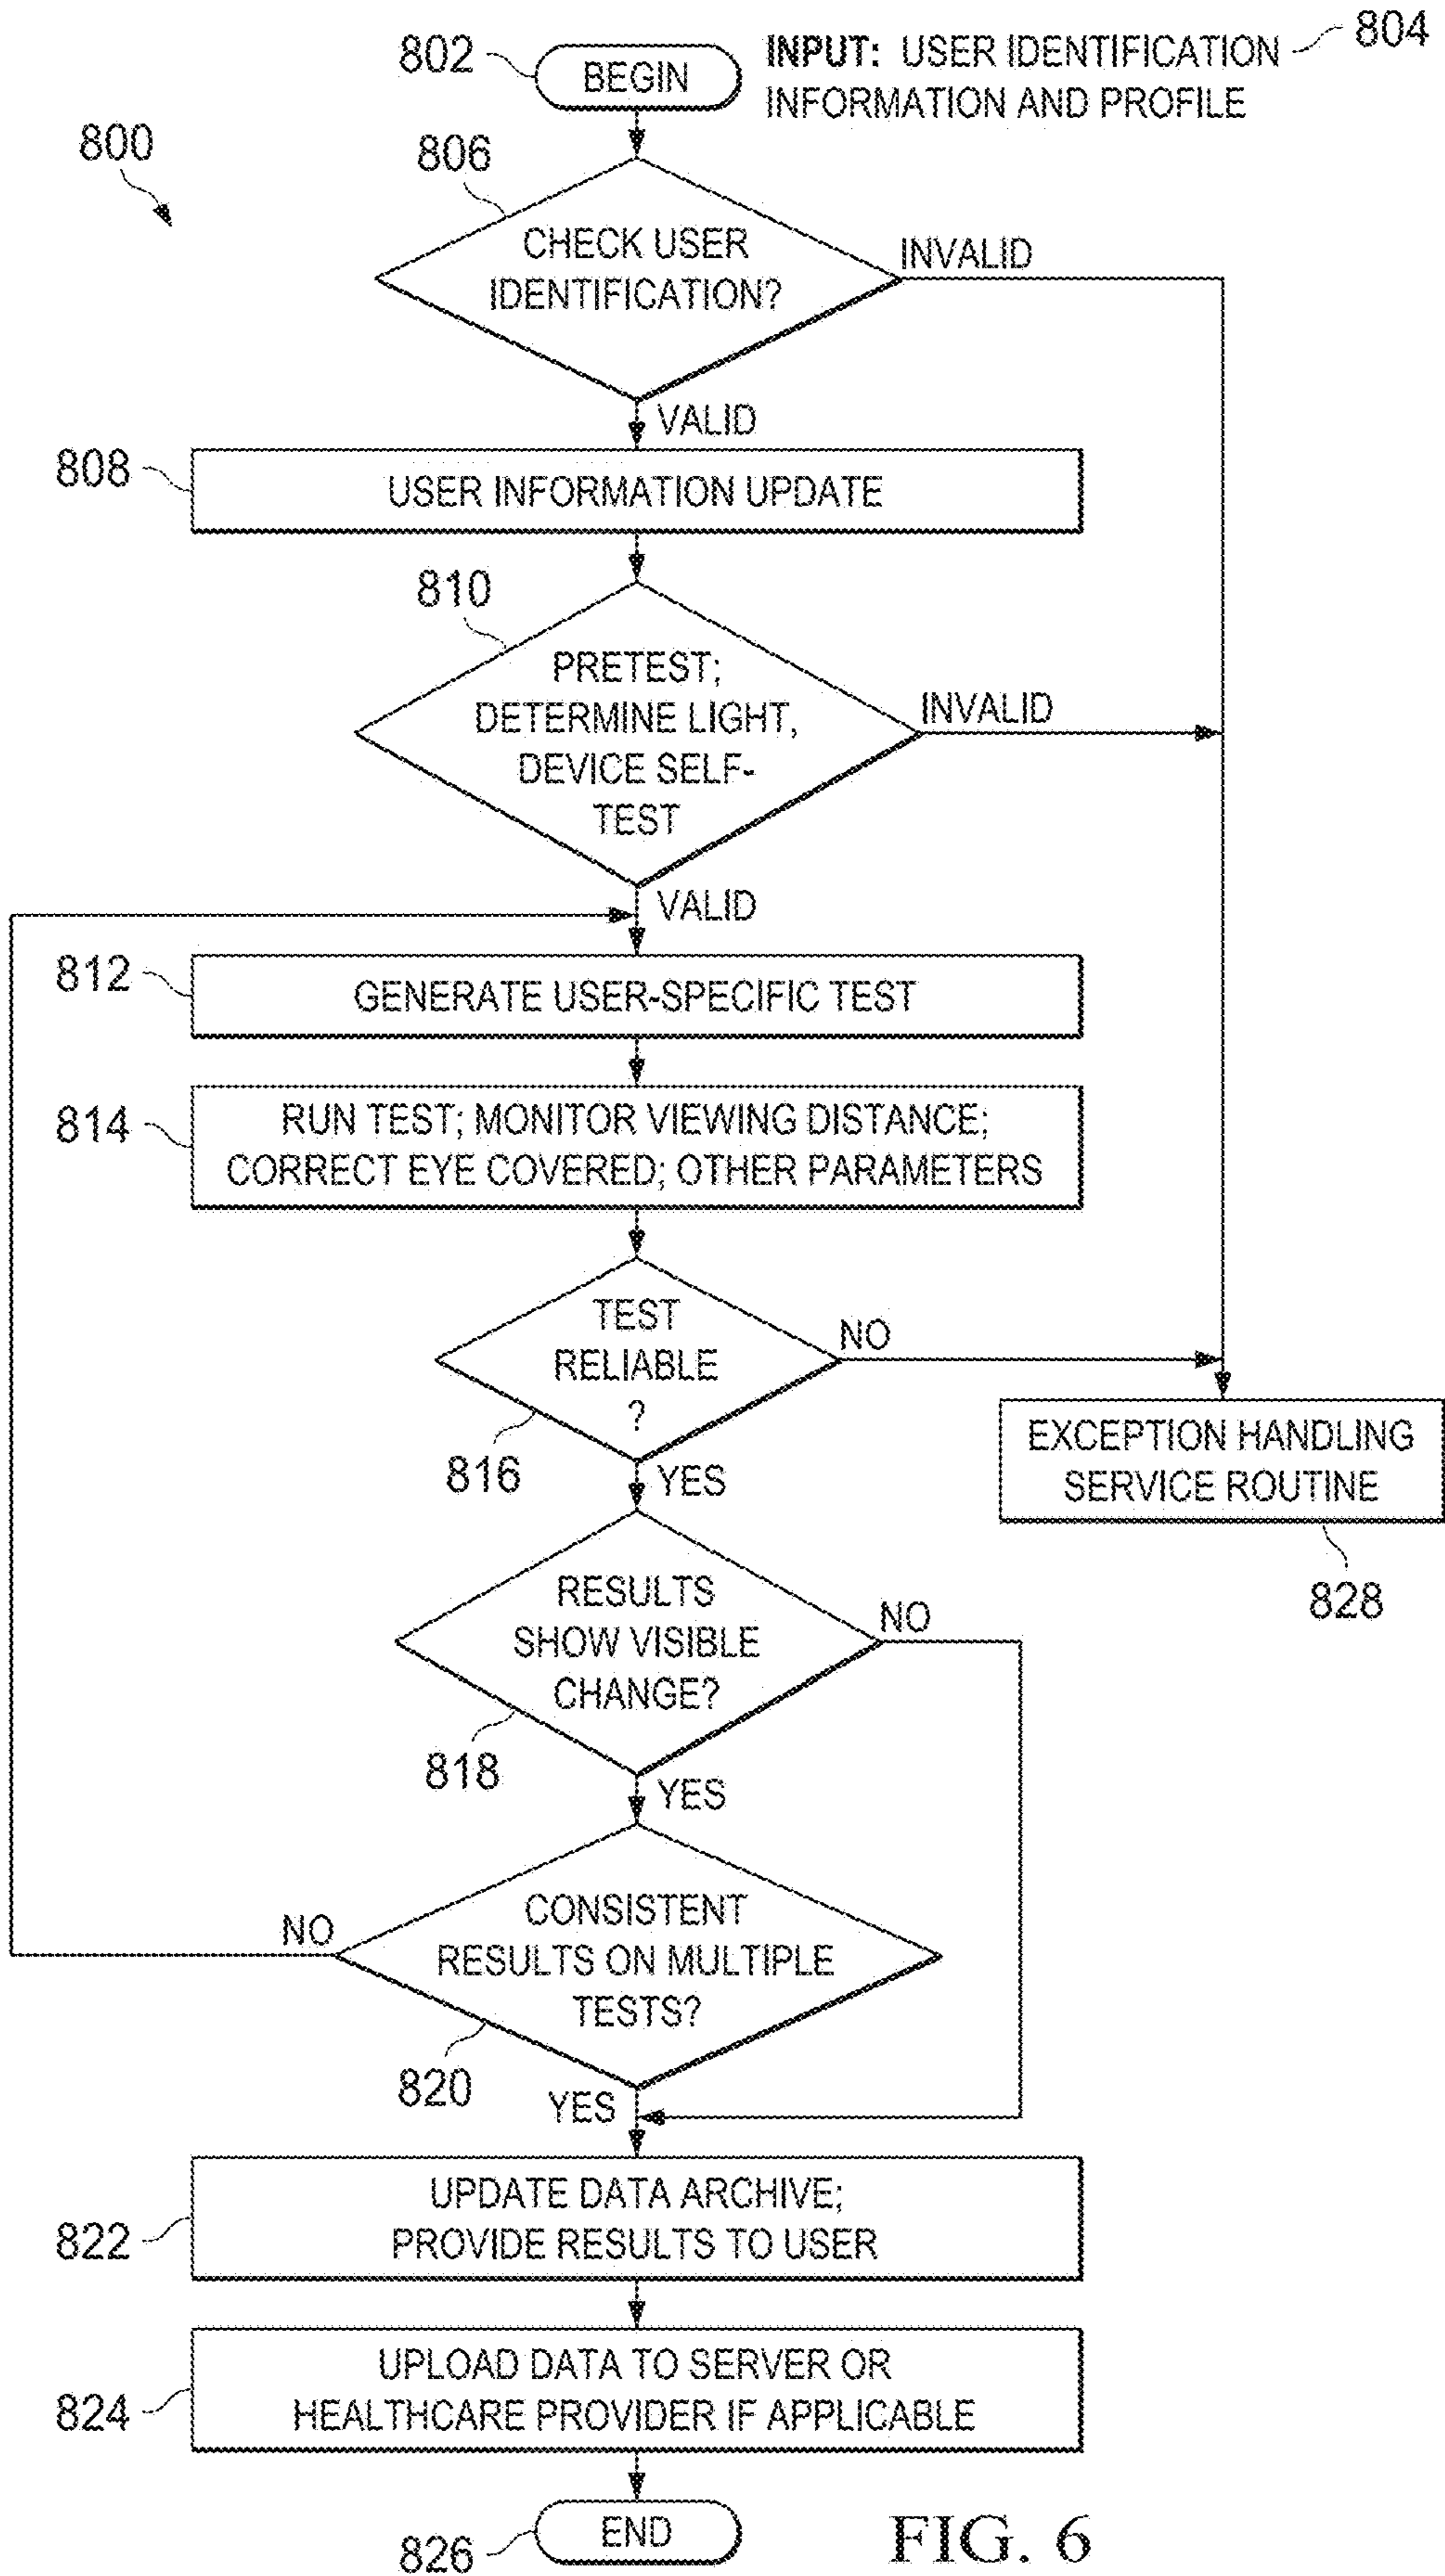 802
BEGIN
INPUT: USER IDENTIFICATION
INFORMATION AND PROFILE
804
800
806
CHECK USER
IDENTIFICATION?
INVALID
VALID
808
USER INFORMATION UPDATE
810
PRETEST;
DETERMINE LIGHT,
DEVICE SELF-
TEST
INVALID
VALID
812
GENERATE USER-SPECIFIC TEST
814
RUN TEST; MONITOR VIEWING DISTANCE;
CORRECT EYE COVERED; OTHER PARAMETERS
TEST
RELIABLE
?
NO
816
YES
EXCEPTION HANDLING
SERVICE ROUTINE
828
RESULTS
SHOW VISIBLE
CHANGE?
NO
818
YES
CONSISTENT
RESULTS ON MULTIPLE
TESTS?
NO
820
YES
822
UPDATE DATA ARCHIVE;
PROVIDE RESULTS TO USER
824
UPLOAD DATA TO SERVER OR
HEALTHCARE PROVIDER IF APPLICABLE
826
END
FIG. 6